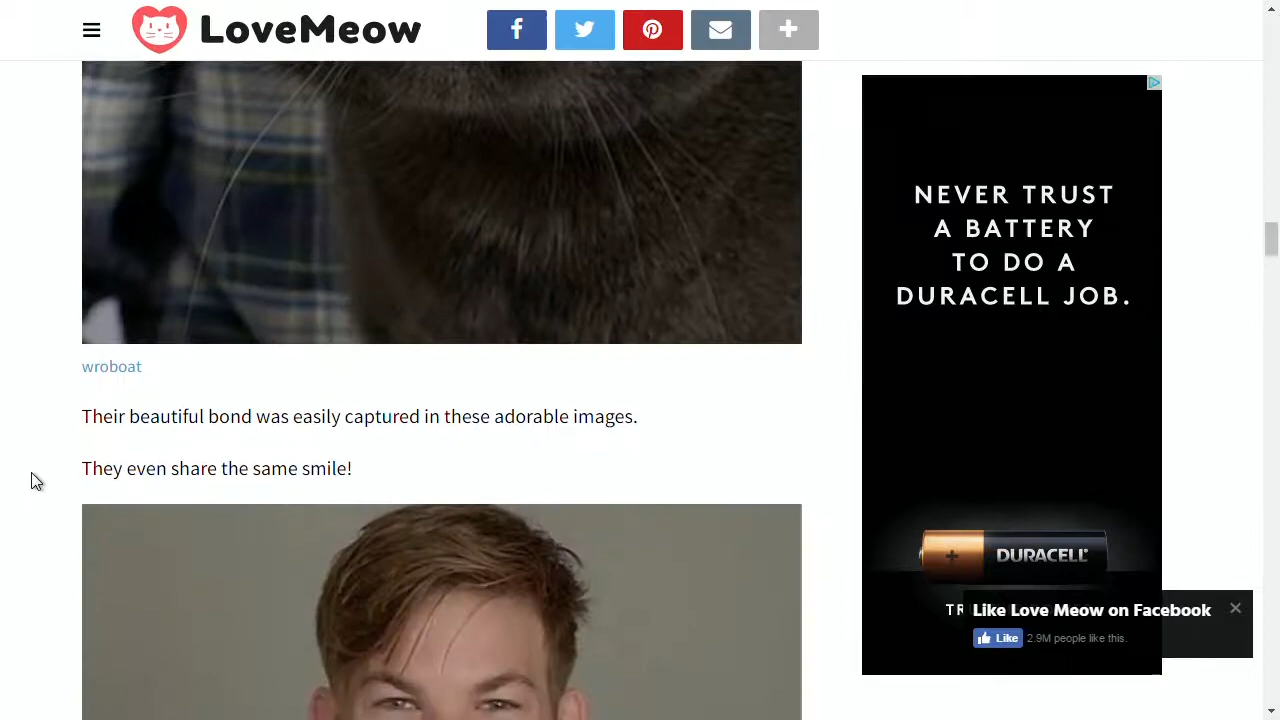 LoveMeow
NEVER TRUST
A BATTERY
TO DO A
DURACELL JOB.
wroboat
Their beautiful bond was easily captured in these adorable images.
They even share the same smile!
DURACELL
TR
Like Love Meow on Facebook
Like 2.9M people like this.